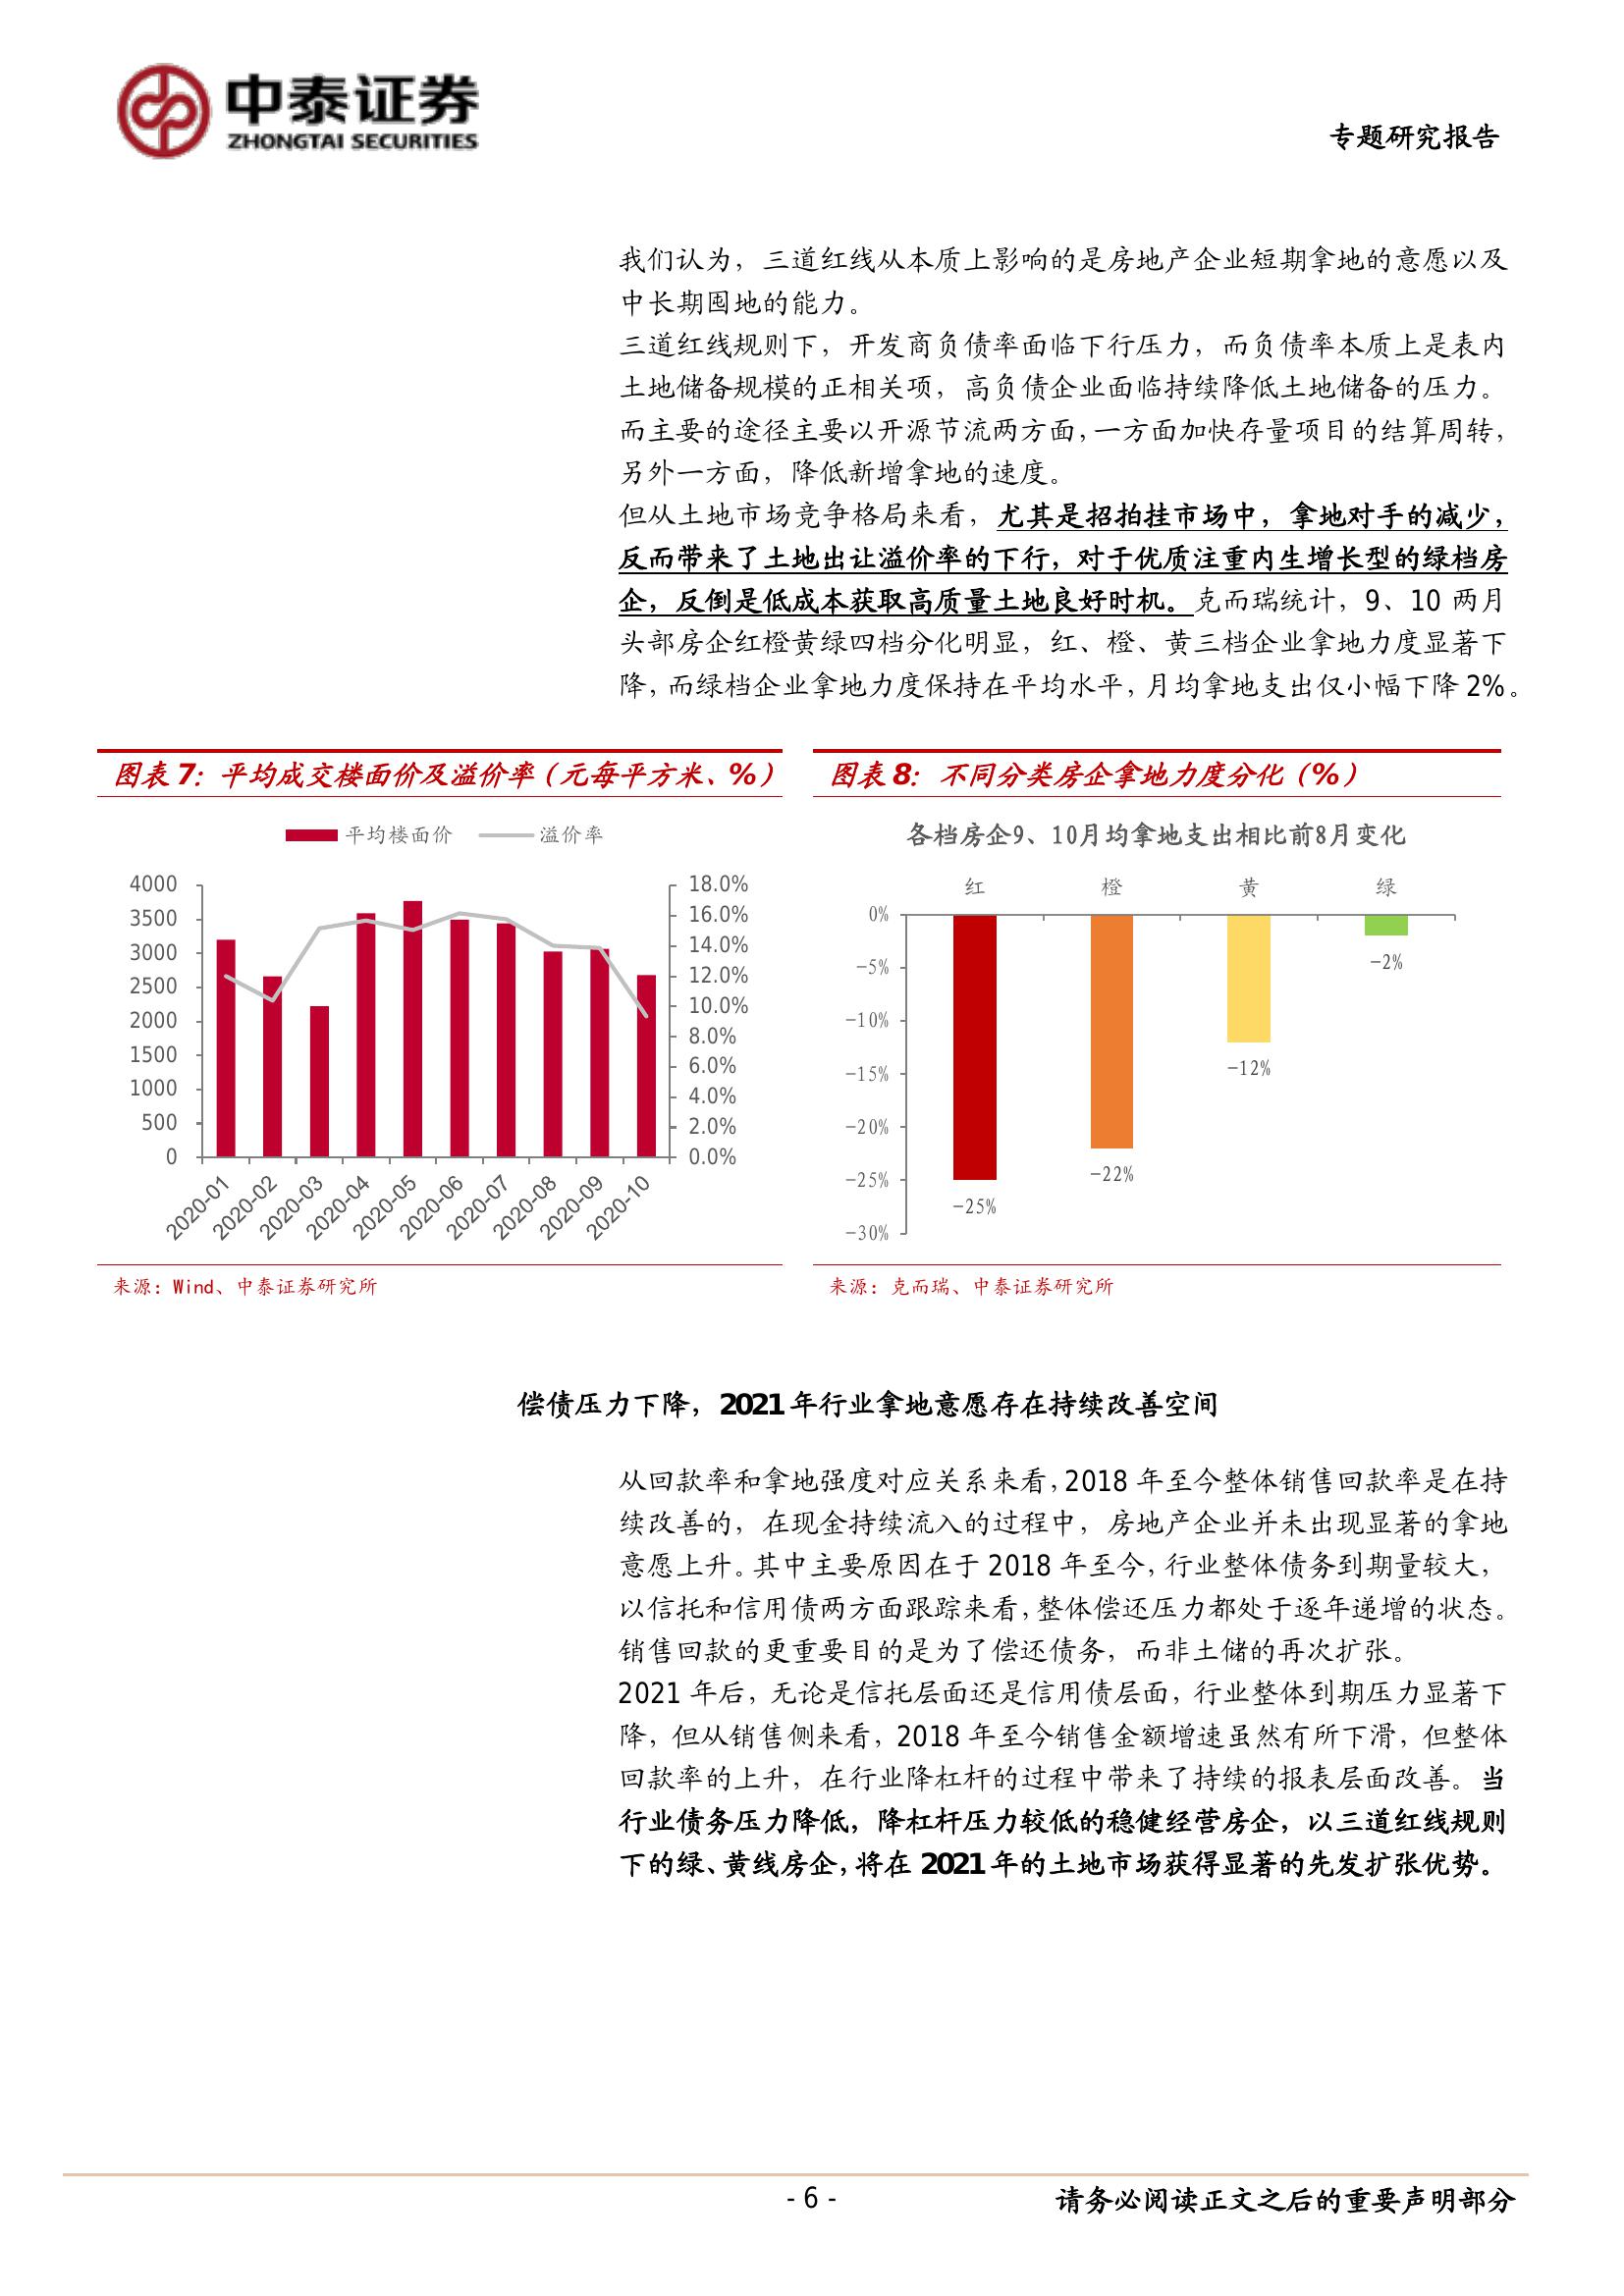 中泰证券
ZHONGTAI SECURITIES
专题研究报告
我们认为，三道红线从本质上影响的是房地产企业短期拿地的意愿以及
中长期囤地的能力。
三道红线规则下，开发商负债率面临下行压力，而负债率本质上是表内
土地储备规模的正相关项，高负债企业面临持续降低土地储备的压力。
而主要的途径主要以开源节流两方面，一方面加快存量项目的结算周转，
另外一方面，降低新增拿地的速度。
但从土地市场竞争格局来看，尤其是招拍挂市场中，拿地对手的减少，
反而带来了土地出让溢价率的下行，对于优质注重内生增长型的绿档房
企，反倒是低成本获取高质量土地良好时机。克而瑞统计，9、10 两月
头部房企红橙黄绿四档分化明显，红、橙、黄三档企业拿地力度显著下
降，而绿档企业拿地力度保持在平均水平，月均拿地支出仅小幅下降 2%。
图表 7：平均成交楼面价及溢价率（元每平方米、%）
平均楼面价 溢价率
4000
3500
3000
2500
2000
1500
1000
500
0
18.0%
16.0%
14.0%
12.0%
10.0%
8.0%
6.0%
4.0%
2.0%
0.0%
2020-01
2020-02
2020-03
2020-04
2020-05
2020-06
2020-07
2020-08
2020-09
2020-10
来源：Wind、中泰证券研究所
图表 8：不同分类房企拿地力度分化（%）
各档房企9、10月均拿地支出相比前8月变化
红 橙 黄 绿
0%
-5%
-10%
-15%
-20%
-25%
-30%
-25%
-22%
-12%
-2%
来源：克而瑞、中泰证券研究所
偿债压力下降，2021 年行业拿地意愿存在持续改善空间
从回款率和拿地强度对应关系来看，2018 年至今整体销售回款率是在持
续改善的，在现金持续流入的过程中，房地产企业并未出现显著的拿地
意愿上升。其中主要原因在于 2018 年至今，行业整体债务到期量较大，
以信托和信用债两方面跟踪来看，整体偿还压力都处于逐年递增的状态。
销售回款的更重要目的是为了偿还债务，而非土储的再次扩张。
2021 年后，无论是信托层面还是信用债层面，行业整体到期压力显著下
降，但从销售侧来看，2018 年至今销售金额增速虽然有所下滑，但整体
回款率的上升，在行业降杠杆的过程中带来了持续的报表层面改善。当
行业债务压力降低，降杠杆压力较低的稳健经营房企，以三道红线规则
下的绿、黄线房企，将在 2021 年的土地市场获得显著的先发扩张优势。
- 6 -
请务必阅读正文之后的重要声明部分